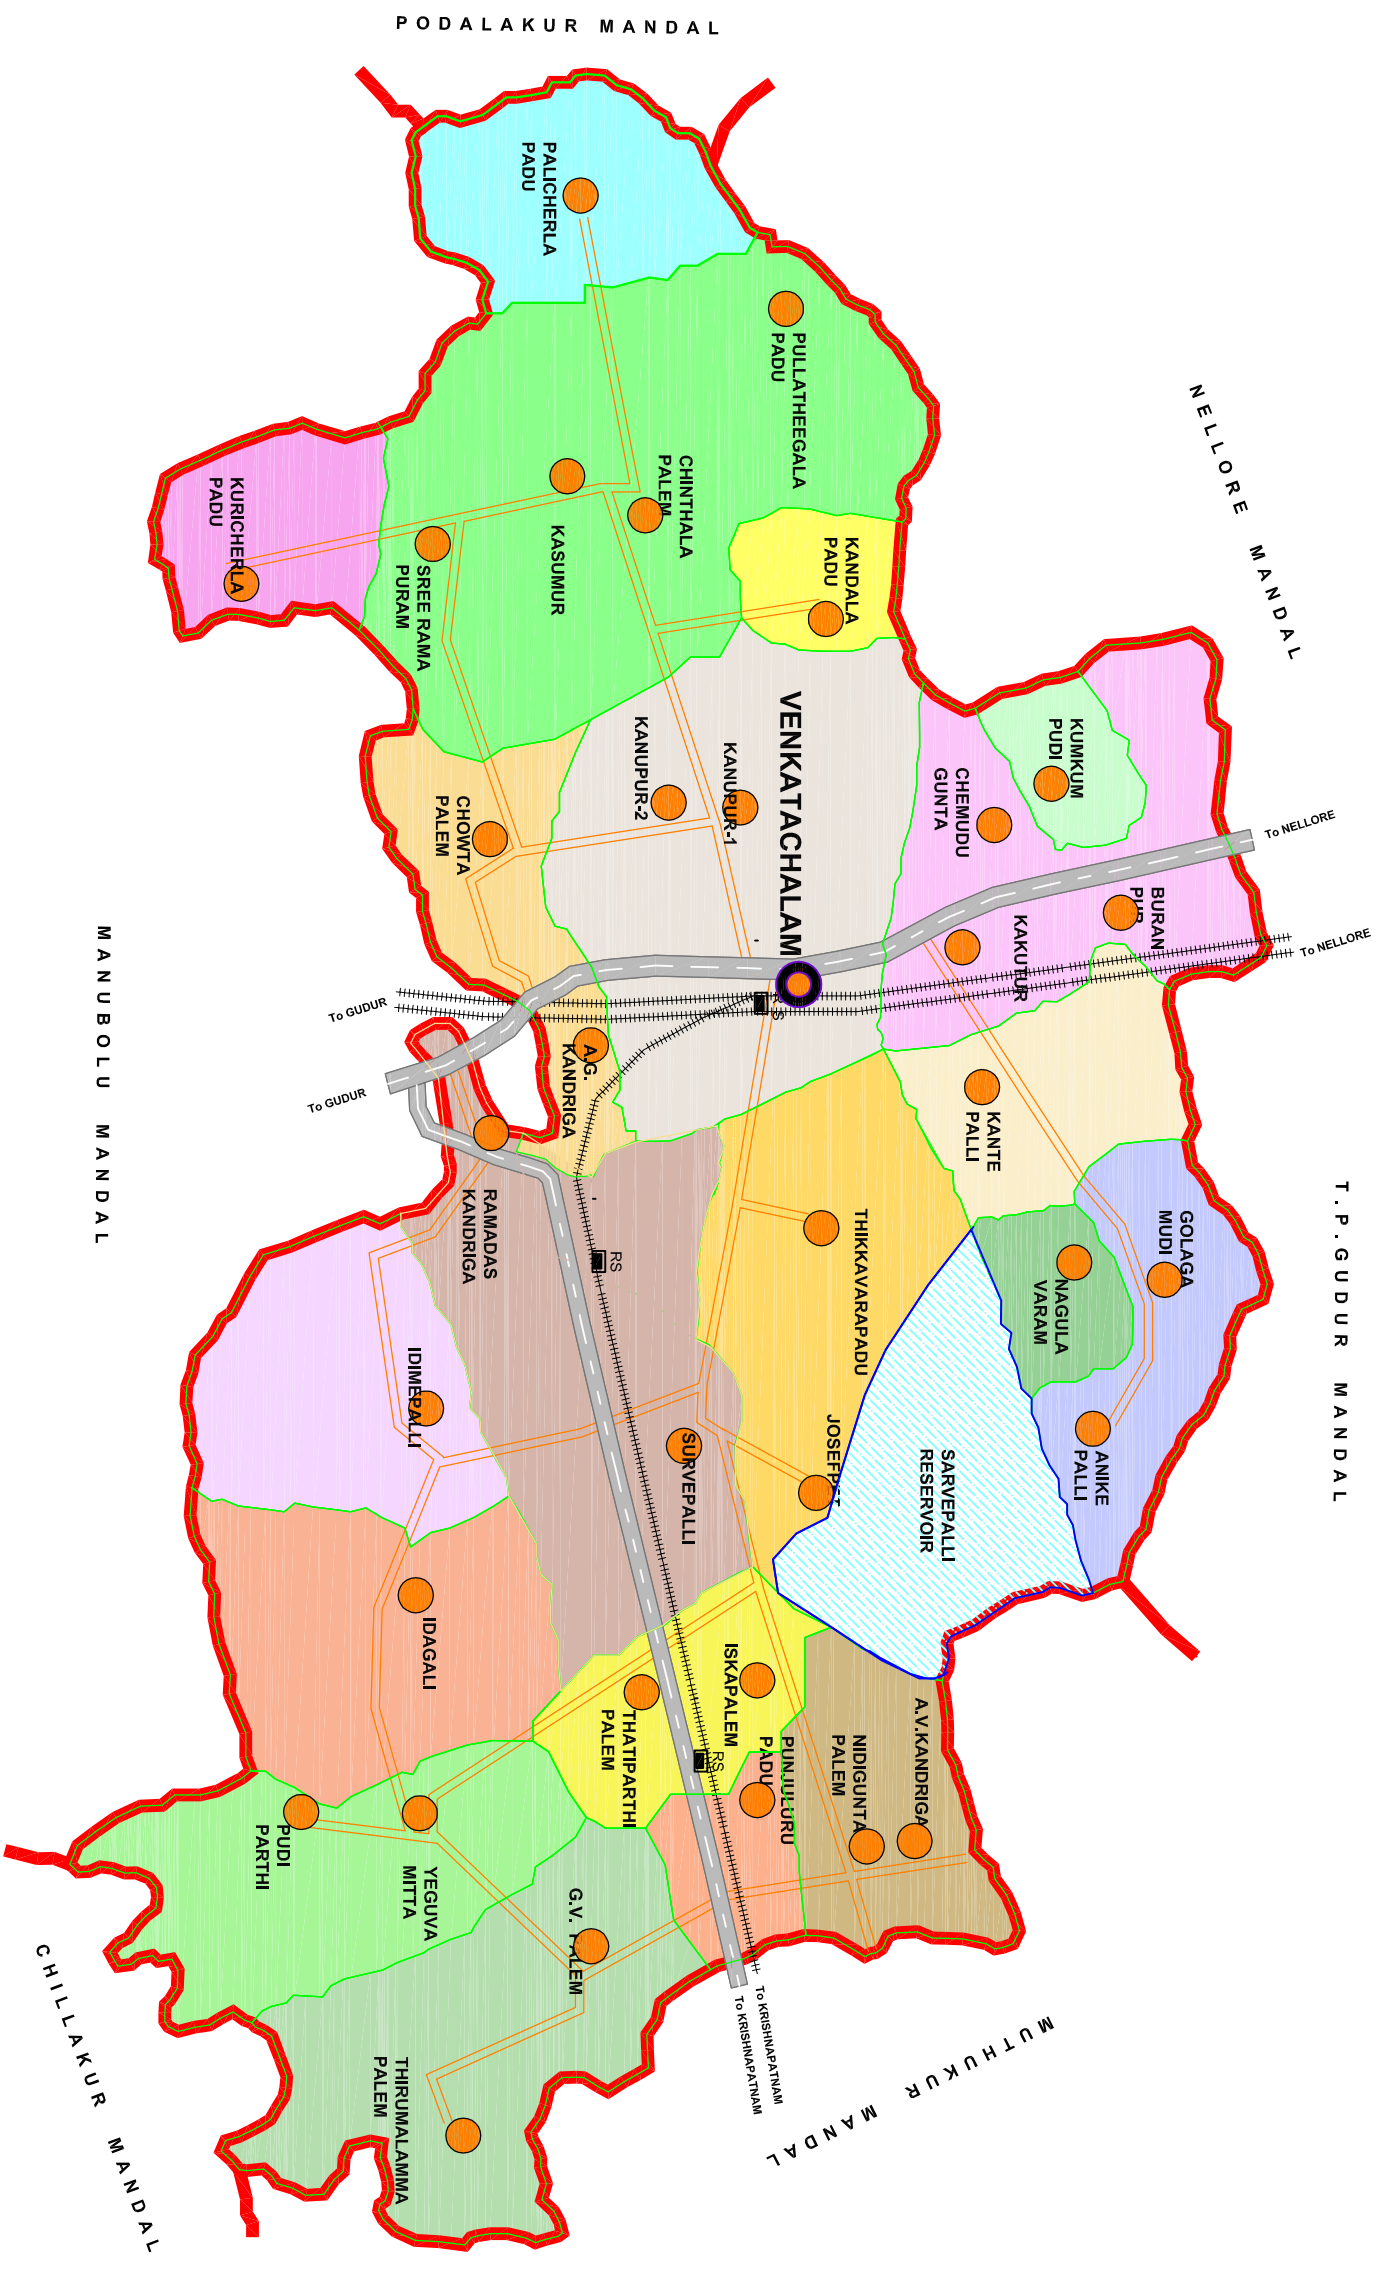 PODALAKUR MANDAL
PALICHERLA
PADU
PULLATHEEGALA
PADU
NELLORE MANDAL
CHINTHALA
PALEM
KASUMUR
KANDALA
PADU
KURICHERLA
PADU
SREE RAMA
PURAM
VENKATACHALAM
KANUPUR-1
KANUPUR-2
KUMKUM
PUDI
CHEMUDU
GUNTA
CHOWTA
PALEM
To NELLORE
BURAN
PUR
KAKUTUR
To NELLORE
RS
To GUDUR
To GUDUR
MANUBOLU MANDAL
A.G.
KANDRIGA
KANTE
PALLI
RAMADAS
KANDRIGA
RS
THIKKAVARAPADU
GOLAGA
MUDI
NAGULA
VARAM
T.P.GUDUR MANDAL
IDIMEPALLI
SURVEPALLI
JOSEFPET
SARVEPALLI
RESERVOIR
ANIKE
PALLI
IDAGALI
ISKAPALEM
THATIPARTHI
PALEM
RS
PUNJULURU
PADU
NIDIGUNTA
PALEM
A.V.KANDRIGA
PUDI
PARTHI
YEGUVA
MITTA
G.V. PALEM
To KRISHNAPATNAM
To KRISHNAPATNAM
THIRUMALAMMA
PALEM
CHILLAKUR MANDAL
MUTHUKUR MANDAL